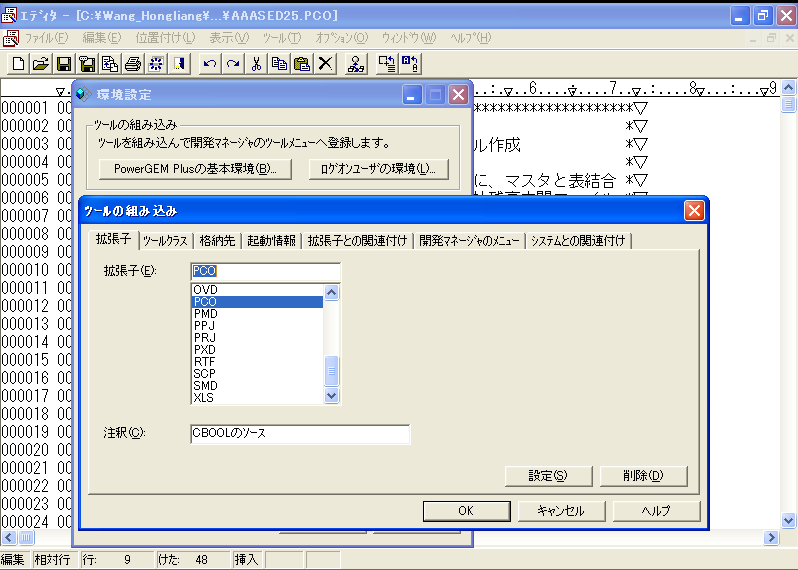 エディタ - [C:¥Wang_Hongliang¥...¥AAASED25.PCO]
ファイル(F) 編集(E) 位置付け(L) 表示(V) ツール(T) オプション(O) ウィンドウ(W) ヘルプ(H)
000001 00
000002 00
000003 00
000004 00
000005 00
000006 00
000007 00
000008 00
000009 00
000010 00
000011 00
000012 00
000013 00
000014 00
000015 00
000016 00
000017 00
000018 00
000019 00
000020 00
000021 00
000022 00
000023 00
000024 00
ル作成
に、マスタと表結合 *▽
環境設定
ツールの組み込み
ツールを組み込んで開発マネージャのツールメニューへ登録します。
PowerGEM Plusの基本環境(B)...
ログオンユーザの環境(L)...
ツールの組み込み
拡張子 ツールクラス 格納先 起動情報 拡張子との関連付け 開発マネージャのメニュー システムとの関連付け
拡張子(E):
PCO
OVD
PCO
PMD
PPJ
PRJ
PXD
RTF
SCP
SMD
XLS
注釈(C):
CBOOLのソース
設定(S) 削除(D)
OK キャンセル ヘルプ
編集 相対行 行: 9 けた: 48 挿入